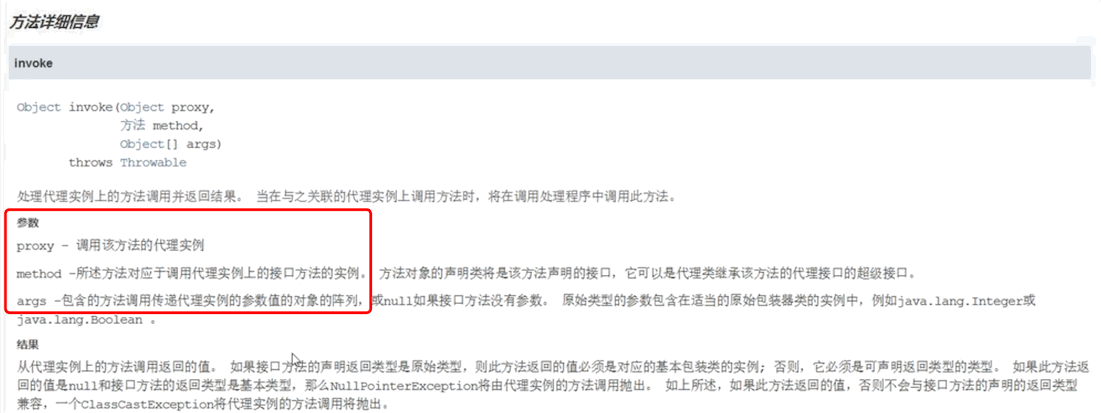 方法详细信息
invoke
Object invoke(Object proxy,
方法 method,
Object[] args)
throws Throwable
处理代理实例上的方法调用并返回结果。 当在与之关联的代理实例上调用方法时，将在调用处理程序中调用此方法。
参数
proxy - 调用该方法的代理实例
method -所述方法对应于调用代理实例上的接口方法的实例。 方法对象的声明类将是该方法声明的接口，它可以是代理类继承该方法的代理接口的超级接口。
args -包含的方法调用传递代理实例的参数值的对象的阵列，或null如果接口方法没有参数。 原始类型的参数包含在适当的原始包装器类的实例中，例如java.lang.Integer或
java.lang.Boolean 。
结果
从代理实例上的方法调用返回的值。 如果接口方法的声明返回类型是原始类型，则此方法返回的值必须是对应的基本包装类的实例; 否则，它必须是可声明返回类型的类型。 如果此方法返
回的值是null和接口方法的返回类型是基本类型，那么NullPointerException将由代理实例的方法调用抛出。 如上所述，如果此方法返回的值，否则不会与接口方法的声明的返回类型
兼容，一个ClassCastException将代理实例的方法调用将抛出。